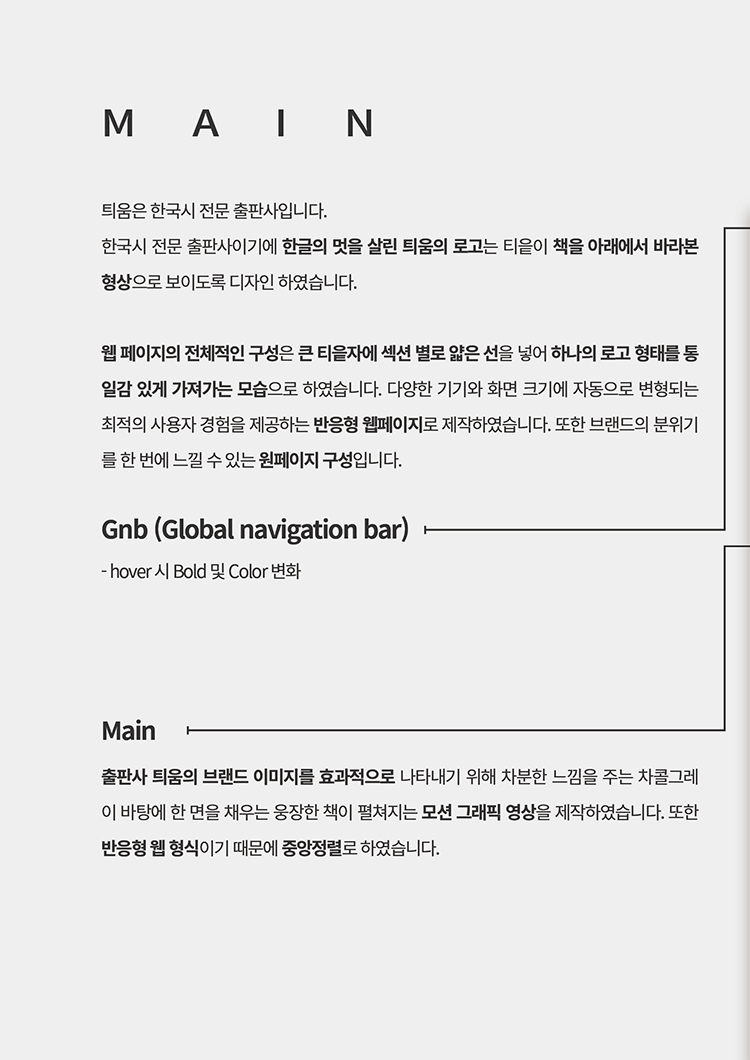 M A I N
틔움은 한국시 전문 출판사입니다.
한국시 전문 출판사이기에 한글의 멋을 살린 틔움의 로고는 티읕이 책을 아래에서 바라본
형상으로 보이도록 디자인 하였습니다.
웹 페이지의 전체적인 구성은 큰 티읕자에 섹션 별로 얇은 선을 넣어 하나의 로고 형태를 통
일감 있게 가져가는 모습으로 하였습니다. 다양한 기기와 화면 크기에 자동으로 변형되는
최적의 사용자 경험을 제공하는 반응형 웹페이지로 제작하였습니다. 또한 브랜드의 분위기
를 한 번에 느낄 수 있는 원페이지 구성입니다.
Gnb (Global navigation bar)
- hover 시 Bold 및 Color 변화
Main
출판사 틔움의 브랜드 이미지를 효과적으로 나타내기 위해 차분한 느낌을 주는 차콜그레
이 바탕에 한 면을 채우는 웅장한 책이 펼쳐지는 모션 그래픽 영상을 제작하였습니다. 또한
반응형 웹 형식이기 때문에 중앙정렬로 하였습니다.